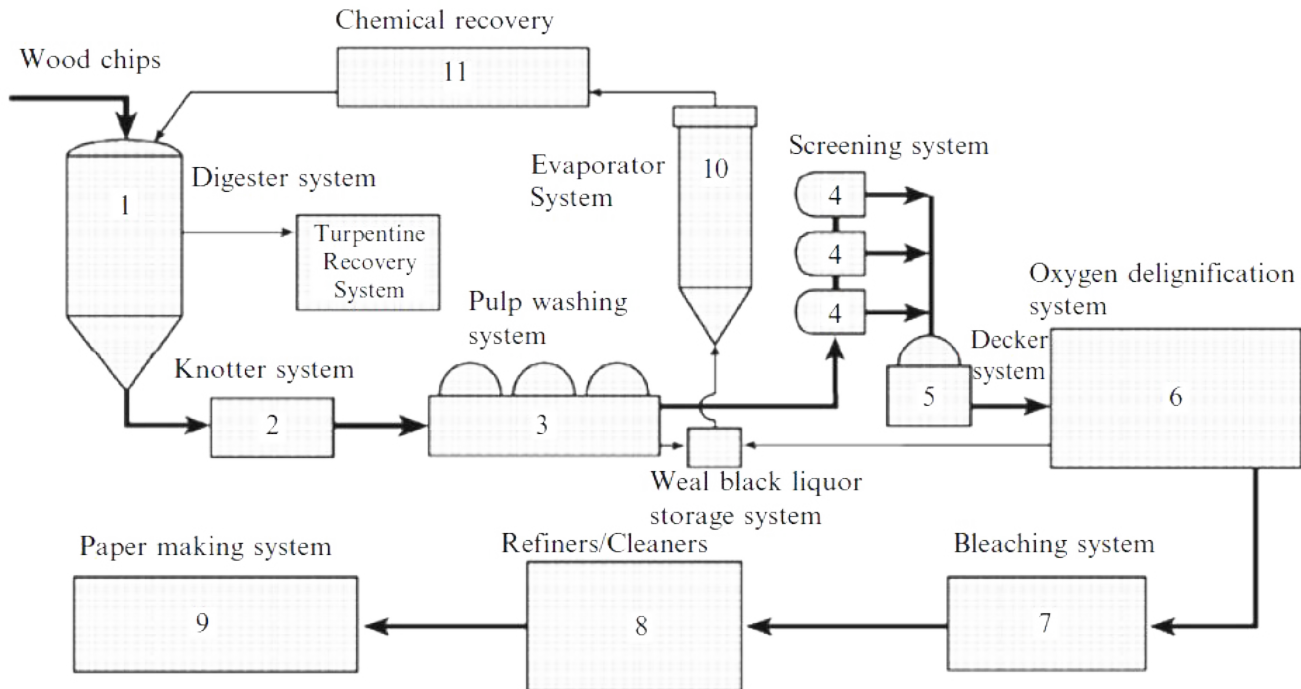 Chemical recovery
11
Wood chips
Digester system
1
Turpentine
Recovery
System
Evaporator
System
10
Screening system
4
4
4
Pulp washing
system
Knotter system
2
3
Oxygen delignification
system
Decker
system
5
6
Weal black liquor
storage system
Paper making system
9
Refiners/Cleaners
8
Bleaching system
7